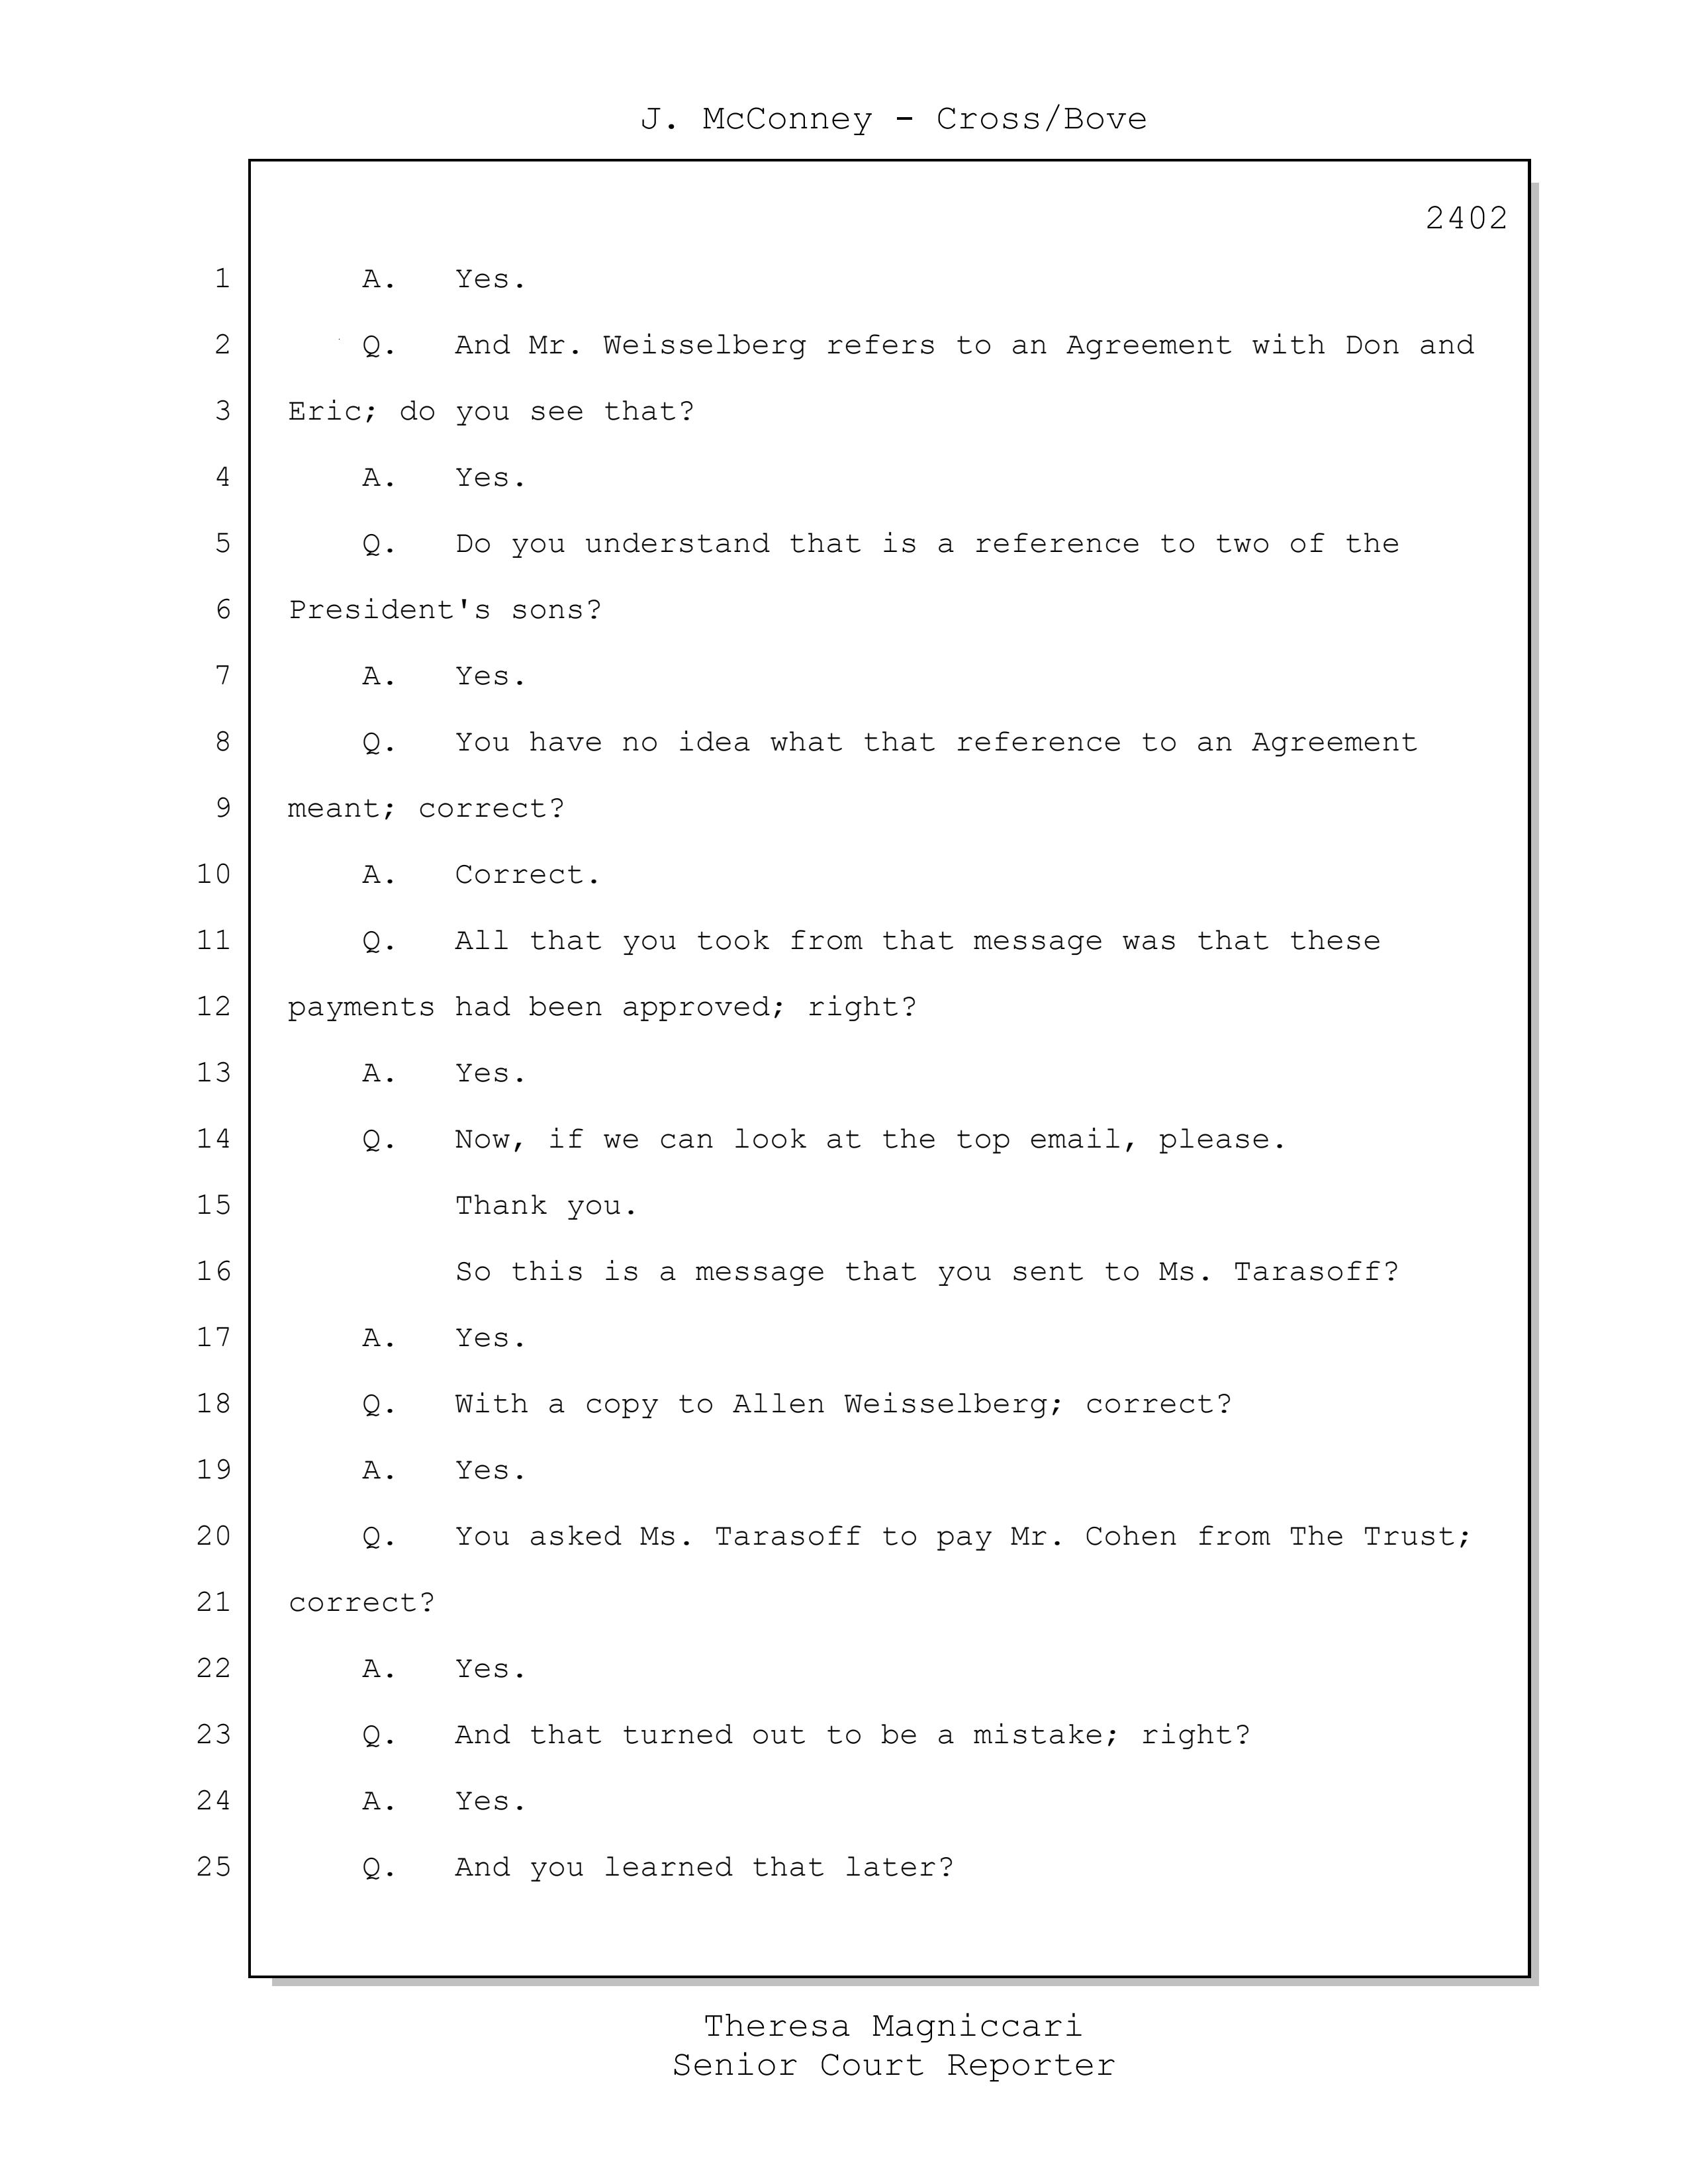 J. McConney - Cross/Bove
2402
1 A. Yes.
2 Q. And Mr. Weisselberg refers to an Agreement with Don and
3 Eric; do you see that?
4 A. Yes.
5 Q. Do you understand that is a reference to two of the
6 President's sons?
7 A. Yes.
8 Q. You have no idea what that reference to an Agreement
9 meant; correct?
10 A. Correct.
11 Q. All that you took from that message was that these
12 payments had been approved; right?
13 A. Yes.
14 Q. Now, if we can look at the top email, please.
15 Thank you.
16 So this is a message that you sent to Ms. Tarasoff?
17 A. Yes.
18 Q. With a copy to Allen Weisselberg; correct?
19 A. Yes.
20 Q. You asked Ms. Tarasoff to pay Mr. Cohen from The Trust;
21 correct?
22 A. Yes.
23 Q. And that turned out to be a mistake; right?
24 A. Yes.
25 Q. And you learned that later?
Theresa Magniccari
Senior Court Reporter